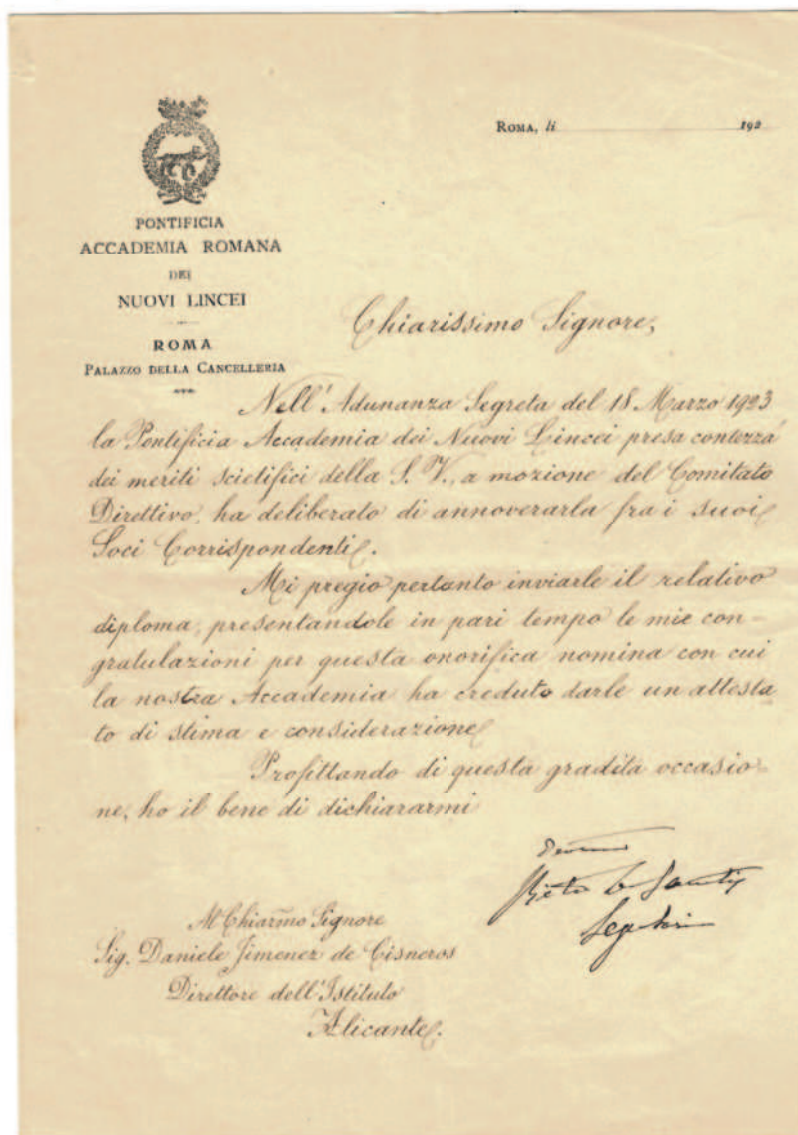 ROMA, li 192
PONTIFICIA
ACCADEMIA ROMANA
DEI
NUOVI LINCEI
ROMA
PALAZZO DELLA CANCELLERIA
Chiarissimo Signore,
Nell'Adunanza Segreta del 18 Marzo 1923
la Pontificia Accademia dei Nuovi Lincei presa contezza
dei meriti scietifici della S. V., a mozione del Comitato
Direttivo, ha deliberato di annoverarla fra i suoi
Soci Corrispondenti.
Mi pregio pertanto inviarle il relativo
diploma, presentandole in pari tempo le mie con-
gratulazioni per questa onorifica nomina con cui
la nostra Accademia ha creduto darle un attesta
to di stima e considerazione
Profittando di questa gradita occasio-
ne, ho il bene di dichiararmi
Al Chiarmo Signore
Sig. Daniele Jimenez de Cisneros
Direttore dell'Istituto
Alicante.